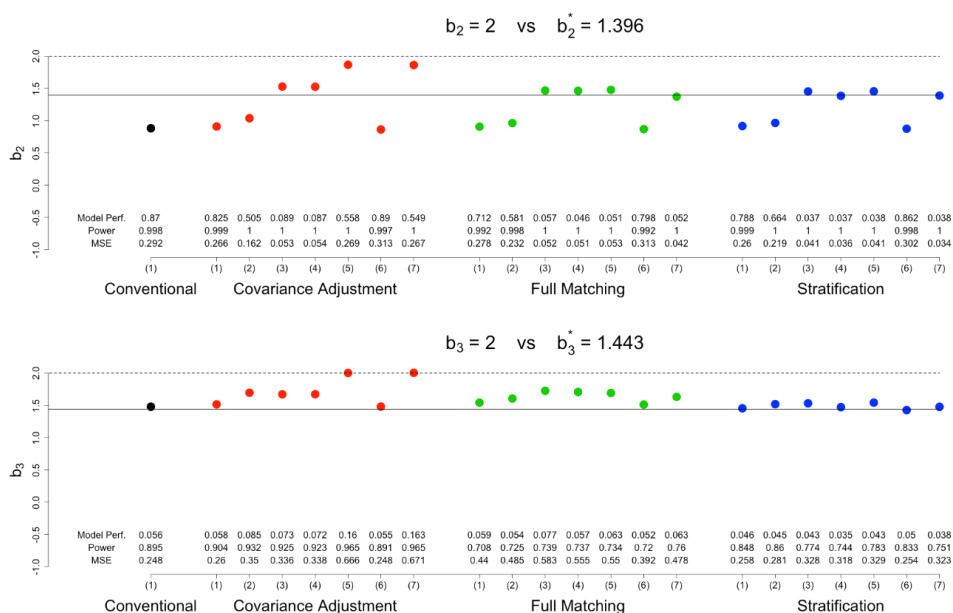 b2 = 2 vs b2* = 1.396
2.0
1.5
1.0
0.5
0.0
-0.5
-1.0
b2
Model Perf. 0.87 0.825 0.505 0.089 0.087 0.558 0.89 0.549 0.712 0.581 0.057 0.046 0.051 0.798 0.052 0.788 0.664 0.037 0.037 0.038 0.862 0.038
Power 0.998 0.999 1 1 1 1 0.997 1 0.992 0.998 1 1 1 0.992 1 0.999 1 1 1 1 0.998 1
MSE 0.292 0.266 0.162 0.053 0.054 0.269 0.313 0.267 0.278 0.232 0.052 0.051 0.053 0.313 0.042 0.26 0.219 0.041 0.036 0.041 0.302 0.034
(1) (1) (2) (3) (4) (5) (6) (7) (1) (2) (3) (4) (5) (6) (7) (1) (2) (3) (4) (5) (6) (7)
Conventional Covariance Adjustment Full Matching Stratification
b3 = 2 vs b3* = 1.443
2.0
1.5
1.0
0.5
0.0
-0.5
-1.0
b3
Model Perf. 0.056 0.058 0.085 0.073 0.072 0.16 0.055 0.163 0.059 0.054 0.077 0.057 0.063 0.052 0.063 0.046 0.045 0.043 0.035 0.043 0.05 0.038
Power 0.895 0.904 0.932 0.925 0.923 0.965 0.891 0.965 0.708 0.725 0.739 0.737 0.734 0.72 0.76 0.848 0.86 0.774 0.744 0.783 0.833 0.751
MSE 0.248 0.26 0.35 0.336 0.338 0.666 0.248 0.671 0.44 0.485 0.583 0.555 0.55 0.392 0.478 0.258 0.281 0.328 0.318 0.329 0.254 0.323
(1) (1) (2) (3) (4) (5) (6) (7) (1) (2) (3) (4) (5) (6) (7) (1) (2) (3) (4) (5) (6) (7)
Conventional Covariance Adjustment Full Matching Stratification